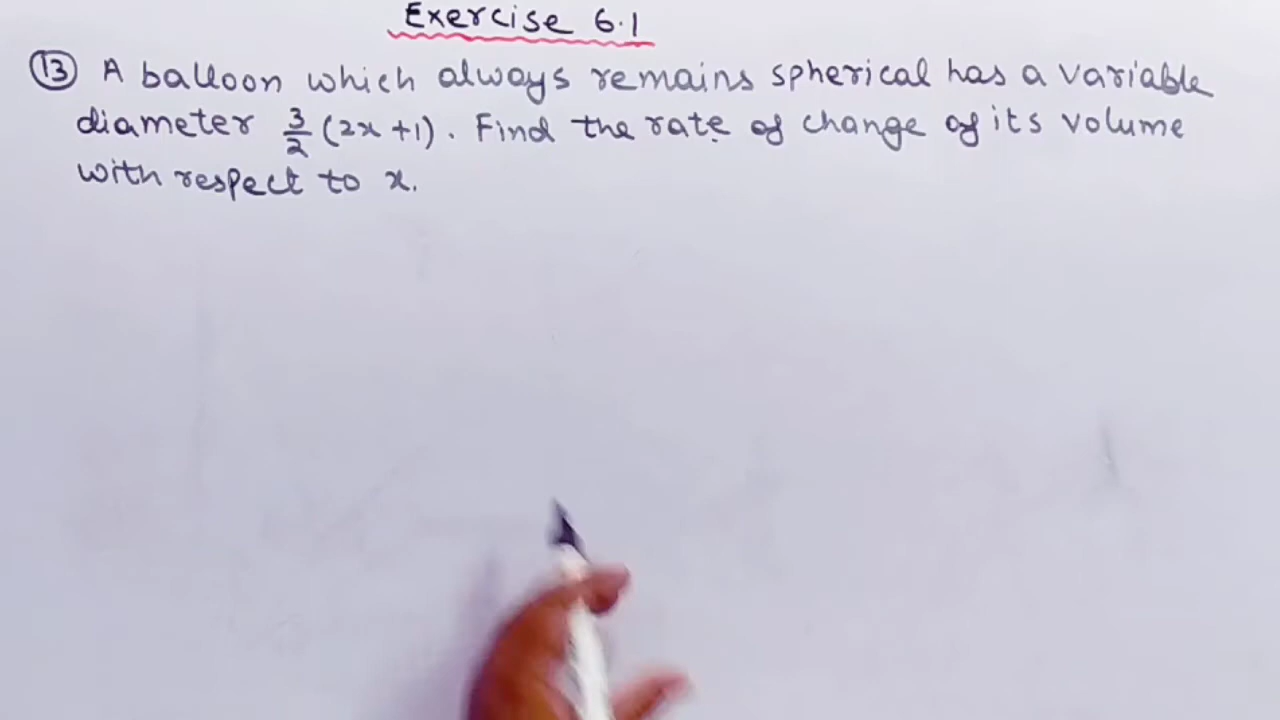 Exercise 6.1
⑬ A balloon which always remains spherical has a variable
diameter 3/2 (2x+1). Find the rate of change of its volume
with respect to x.